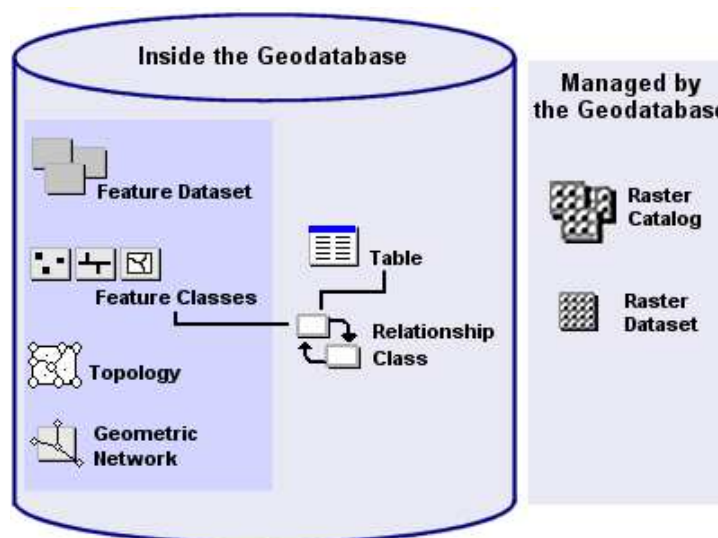 Inside the Geodatabase
Feature Dataset
Feature Classes
Topology
Geometric
Network
Table
Relationship
Class
Managed by
the Geodatabase
Raster
Catalog
Raster
Dataset